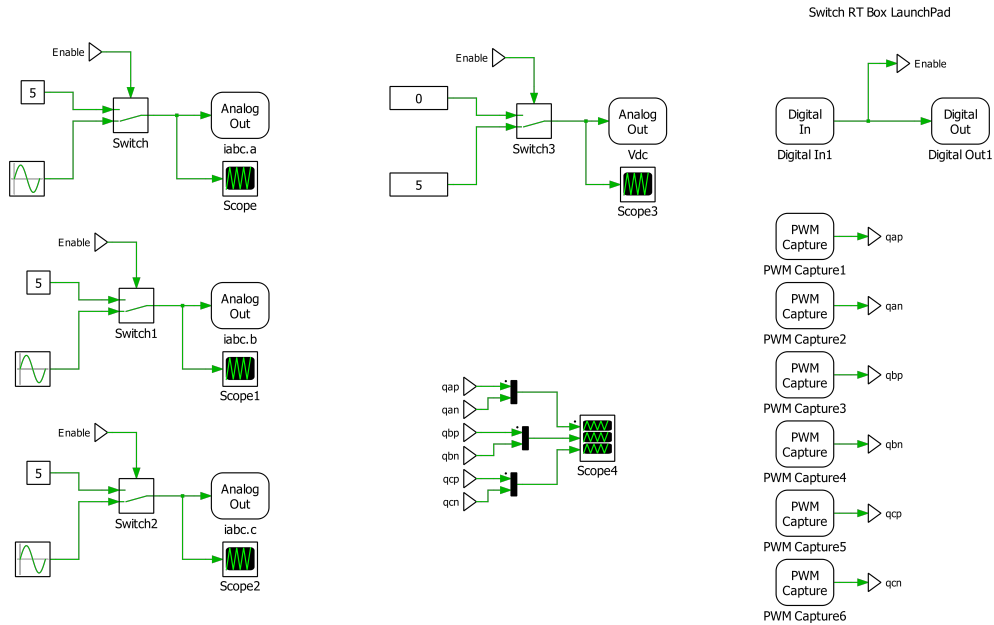 Switch RT Box LaunchPad
Enable
5
Switch
Analog
Out
iabc.a
Scope
Enable
5
Switch1
Analog
Out
iabc.b
Scope1
Enable
5
Switch2
Analog
Out
iabc.c
Scope2
Enable
0
5
Switch3
Analog
Out
Vdc
Scope3
qap
qan
qbp
qbn
qcp
qcn
Scope4
Enable
Digital
In
Digital In1
Digital
Out
Digital Out1
PWM
Capture
qap
PWM Capture1
PWM
Capture
qan
PWM Capture2
PWM
Capture
qbp
PWM Capture3
PWM
Capture
qbn
PWM Capture4
PWM
Capture
qcp
PWM Capture5
PWM
Capture
qcn
PWM Capture6